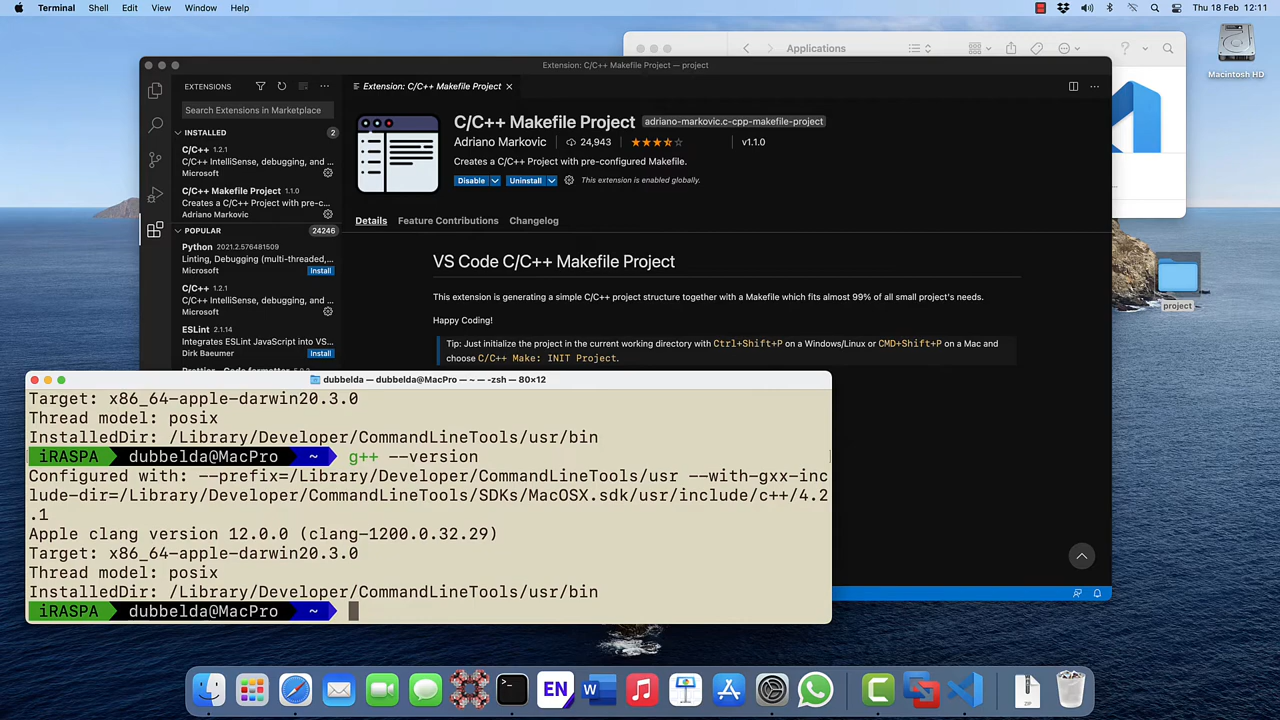 Terminal Shell Edit View Window Help
Thu 18 Feb 12:11
Applications
Macintosh HD
Extension: C/C++ Makefile Project — project
EXTENSIONS
Extension: C/C++ Makefile Project
Search Extensions in Marketplace
INSTALLED 2
C/C++ 1.2.1
C/C++ IntelliSense, debugging, and ...
Microsoft
C/C++ Makefile Project 1.1.0
Creates a C/C++ Project with pre-c...
Adriano Markovic
POPULAR 24246
Python 2021.2.576481509
Linting, Debugging (multi-threaded,...
Microsoft Install
C/C++ 1.2.1
C/C++ IntelliSense, debugging, and ...
Microsoft
ESLint 2.1.14
Integrates ESLint JavaScript into VS...
Dirk Baeumer Install
C/C++ Makefile Project adriano-markovic.c-cpp-makefile-project
Adriano Markovic 24,943 v1.1.0
Creates a C/C++ Project with pre-configured Makefile.
Disable Uninstall This extension is enabled globally.
Details Feature Contributions Changelog
VS Code C/C++ Makefile Project
This extension is generating a simple C/C++ project structure together with a Makefile which fits almost 99% of all small project's needs.
Happy Coding!
Tip: Just initialize the project in the current working directory with Ctrl+Shift+P on a Windows/Linux or CMD+Shift+P on a Mac and
choose C/C++ Make: INIT Project.
project
dubbelda — dubbelda@MacPro — ~ — -zsh — 80×12
Target: x86_64-apple-darwin20.3.0
Thread model: posix
InstalledDir: /Library/Developer/CommandLineTools/usr/bin
iRASPA dubbelda@MacPro ~ g++ --version
Configured with: --prefix=/Library/Developer/CommandLineTools/usr --with-gxx-inc
lude-dir=/Library/Developer/CommandLineTools/SDKs/MacOSX.sdk/usr/include/c++/4.2
.1
Apple clang version 12.0.0 (clang-1200.0.32.29)
Target: x86_64-apple-darwin20.3.0
Thread model: posix
InstalledDir: /Library/Developer/CommandLineTools/usr/bin
iRASPA dubbelda@MacPro ~
EN
ZIP